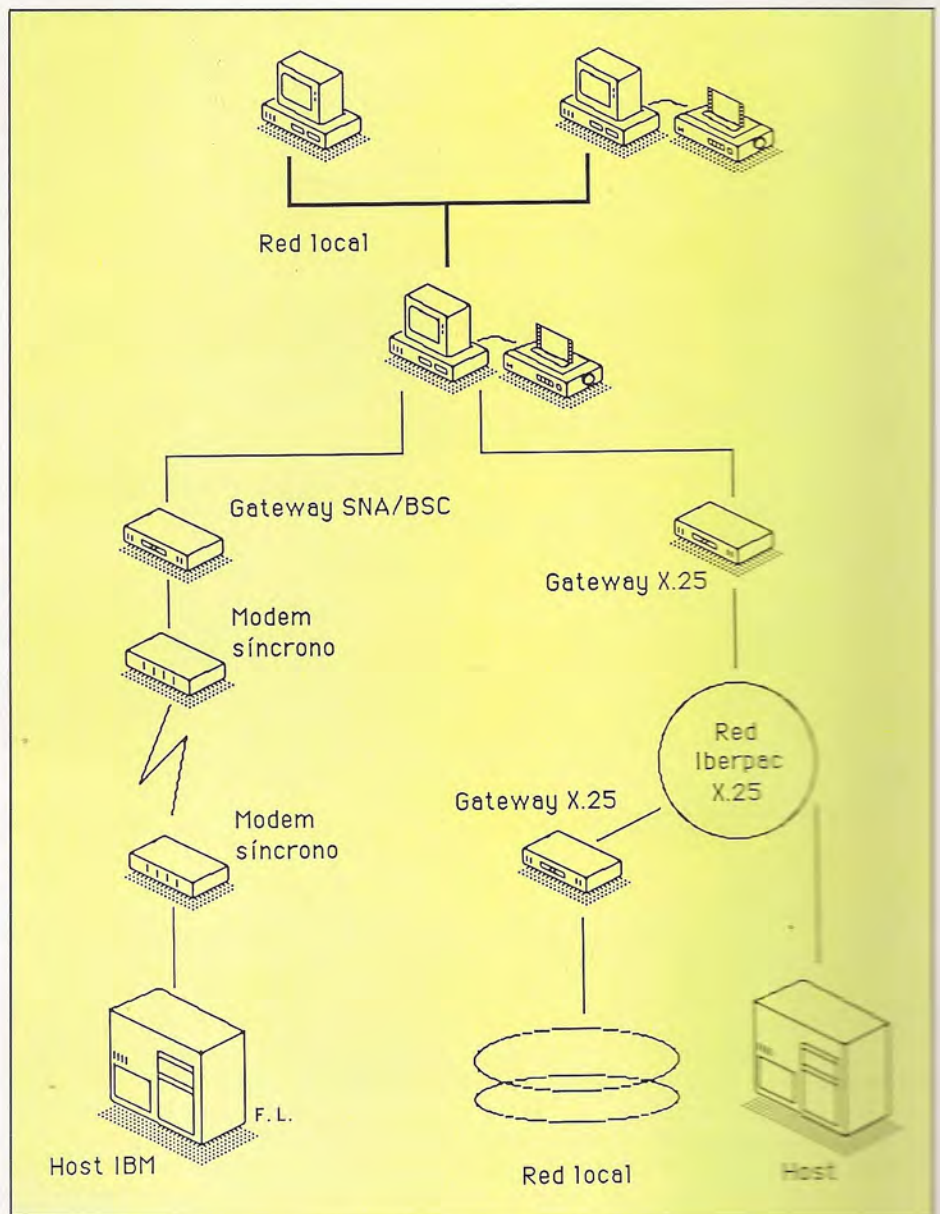 Red local
Gateway SNA/BSC
Gateway X.25
Modem
síncrono
Red
Iberpac
X.25
Gateway X.25
Modem
síncrono
F.L.
Host IBM
Red local
Host